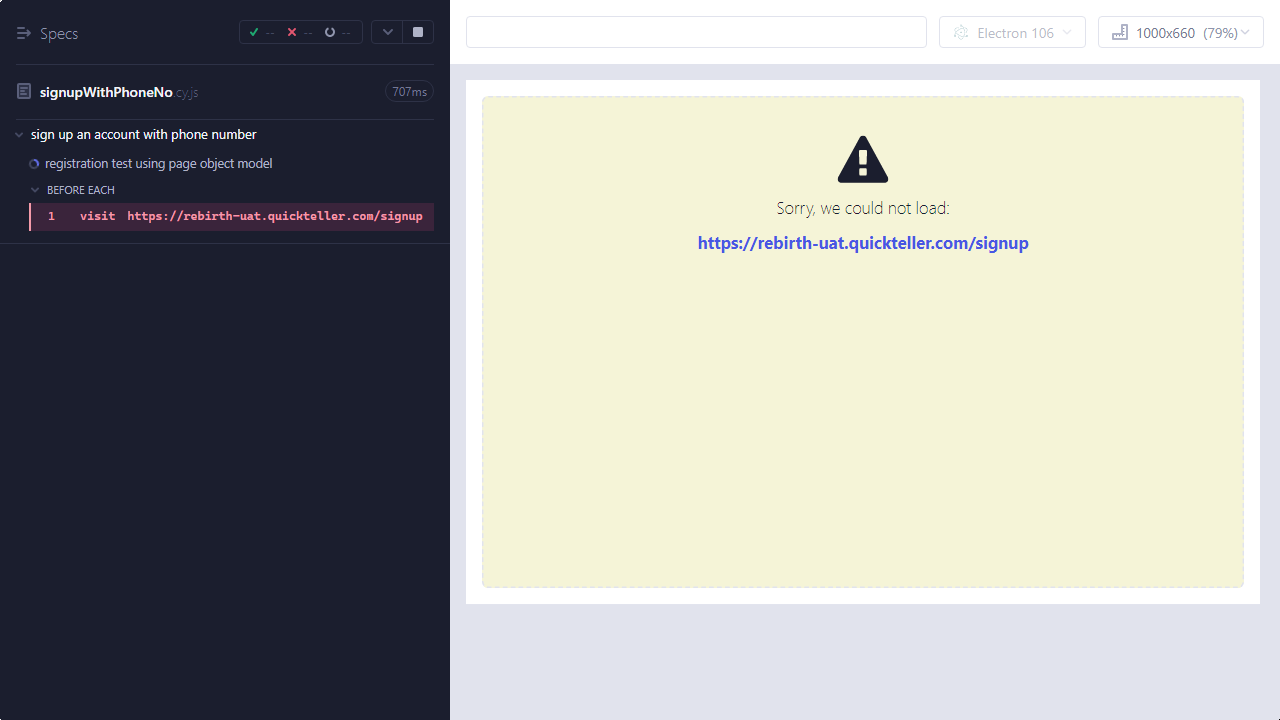 Specs
-- -- --
signupWithPhoneNo.cy.js 707ms
sign up an account with phone number
registration test using page object model
BEFORE EACH
1 visit https://rebirth-uat.quickteller.com/signup
Electron 106
1000x660 (79%)
Sorry, we could not load:
https://rebirth-uat.quickteller.com/signup